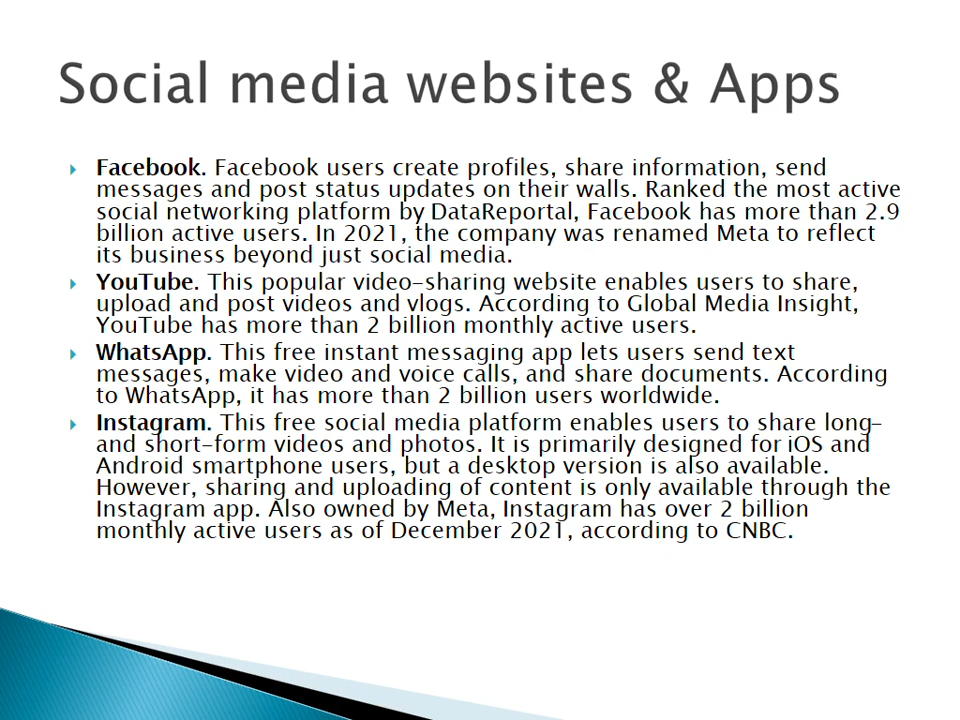 Social media websites & Apps
Facebook. Facebook users create profiles, share information, send
messages and post status updates on their walls. Ranked the most active
social networking platform by DataReportal, Facebook has more than 2.9
billion active users. In 2021, the company was renamed Meta to reflect
its business beyond just social media.
YouTube. This popular video-sharing website enables users to share,
upload and post videos and vlogs. According to Global Media Insight,
YouTube has more than 2 billion monthly active users.
WhatsApp. This free instant messaging app lets users send text
messages, make video and voice calls, and share documents. According
to WhatsApp, it has more than 2 billion users worldwide.
Instagram. This free social media platform enables users to share long-
and short-form videos and photos. It is primarily designed for iOS and
Android smartphone users, but a desktop version is also available.
However, sharing and uploading of content is only available through the
Instagram app. Also owned by Meta, Instagram has over 2 billion
monthly active users as of December 2021, according to CNBC.